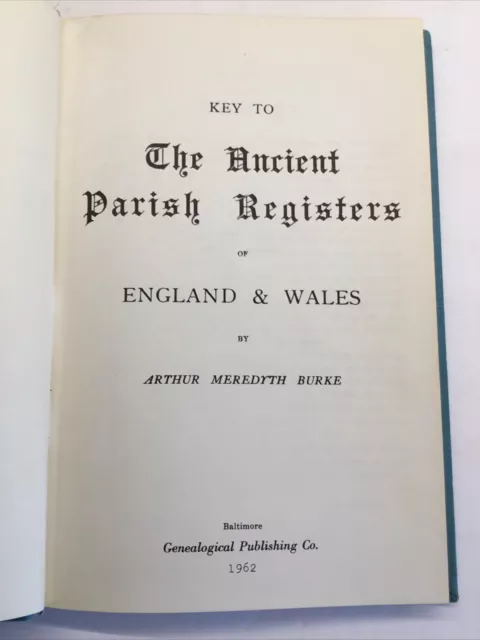 KEY TO
The Ancient
Parish Registers
OF
ENGLAND & WALES
BY
ARTHUR MEREDYTH BURKE
Baltimore
Genealogical Publishing Co.
1962